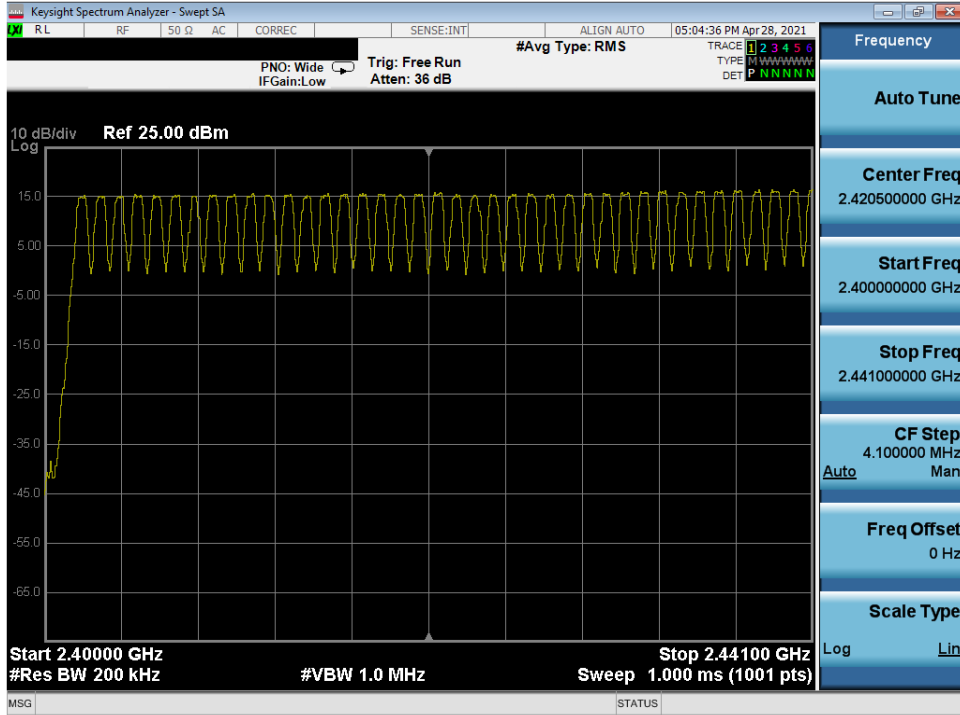 Keysight Spectrum Analyzer - Swept SA
LXI RL RF 50 Ω AC CORREC SENSE:INT ALIGN AUTO 05:04:36 PM Apr 28, 2021
#Avg Type: RMS
TRACE 1 2 3 4 5 6
PNO: Wide Trig: Free Run
TYPE M WWWWW
IFGain:Low Atten: 36 dB
DET P N N N N N
10 dB/div Ref 25.00 dBm
Log
15.0
5.00
-5.00
-15.0
-25.0
-35.0
-45.0
-55.0
-65.0
Start 2.40000 GHz Stop 2.44100 GHz
#Res BW 200 kHz #VBW 1.0 MHz Sweep 1.000 ms (1001 pts)
MSG STATUS
Frequency
Auto Tune
Center Freq
2.420500000 GHz
Start Freq
2.400000000 GHz
Stop Freq
2.441000000 GHz
CF Step
4.100000 MHz
Auto Man
Freq Offset
0 Hz
Scale Type
Log Lin